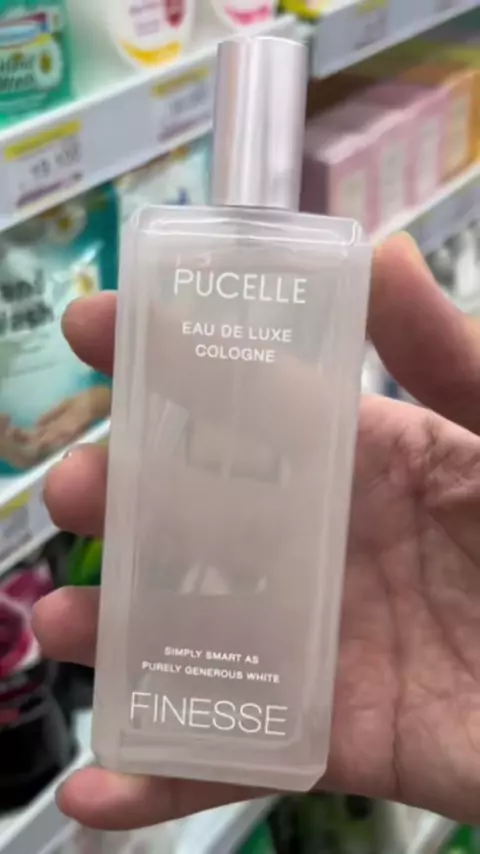 PUCELLE
EAU DE LUXE
COLOGNE
SIMPLY SMART AS
PURELY GENEROUS WHITE
FINESSE